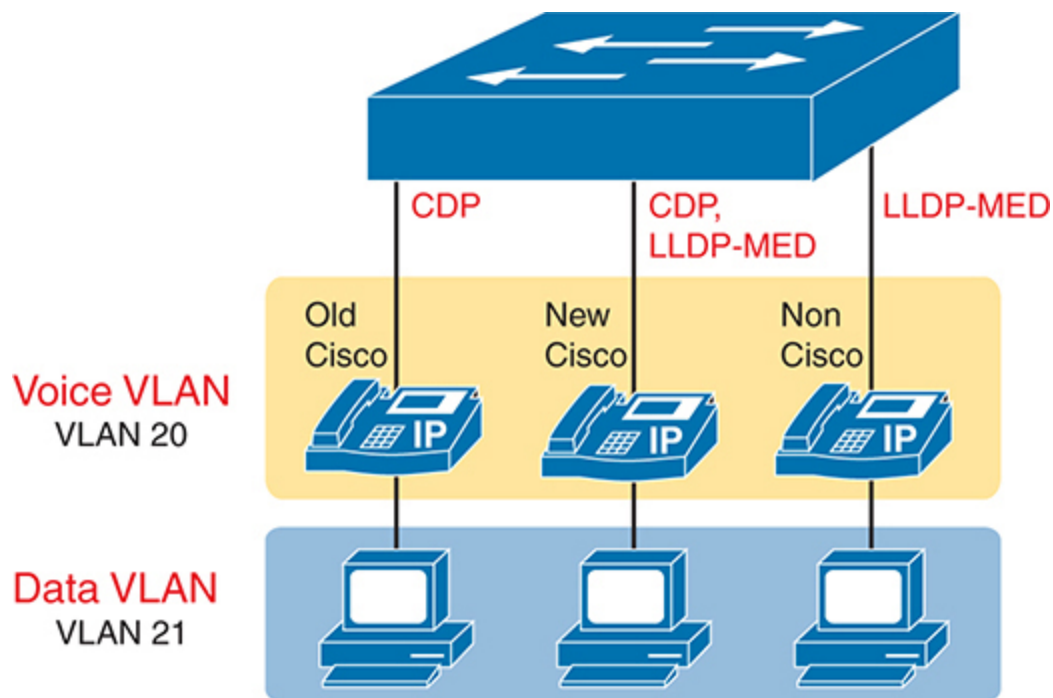 CDP
CDP,
LLDP-MED
LLDP-MED
Old
Cisco
New
Cisco
Non
Cisco
Voice VLAN
VLAN 20
IP
IP
IP
Data VLAN
VLAN 21